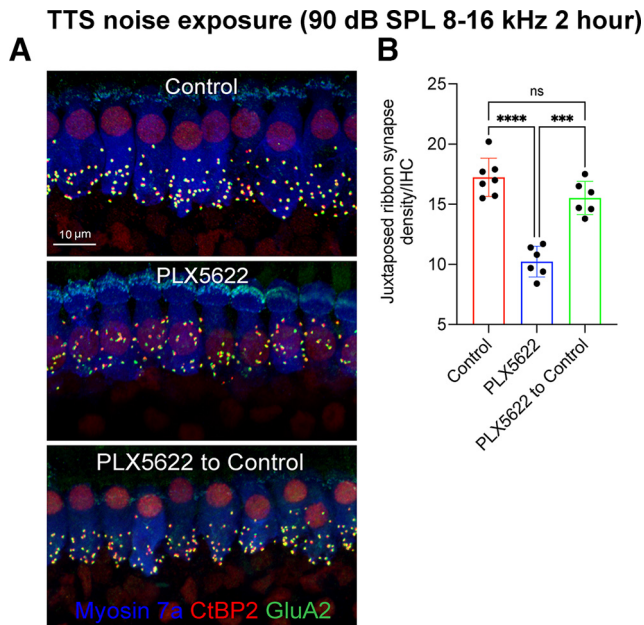 TTS noise exposure (90 dB SPL 8-16 kHz 2 hour)
A
Control
10 µm
PLX5622
PLX5622 to Control
Myosin 7a CtBP2 GluA2
B
Juxtaposed ribbon synapse
density/IHC
25
20
15
10
5
ns
**** ***
Control
PLX5622
PLX5622 to Control